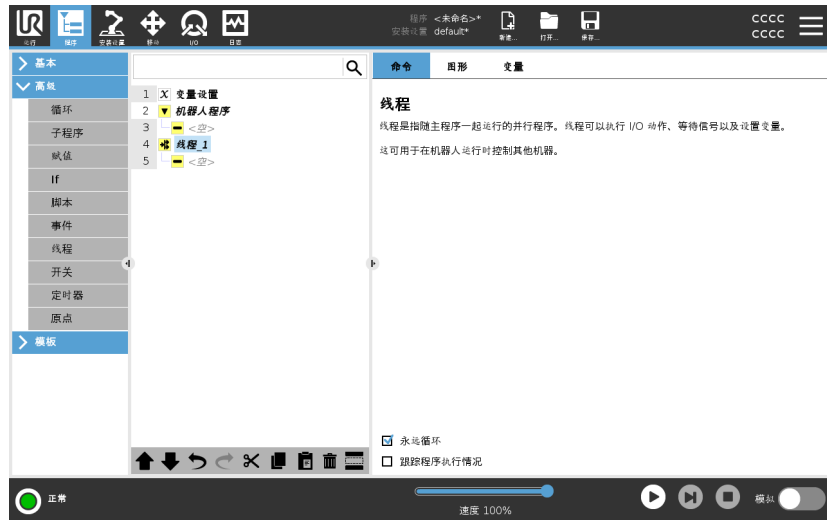 UR
运行
程序
安装设置
移动
I/O
日志
程序 <未命名>*
安装设置 default*
新建...
打开...
保存...
CCCC
CCCC
基本
高级
循环
子程序
赋值
If
脚本
事件
线程
开关
定时器
原点
模板
1 X 变量设置
2 机器人程序
3 <空>
4 线程_1
5 <空>
命令 图形 变量
线程
线程是指随主程序一起运行的并行程序。线程可以执行 I/O 动作、等待信号以及设置变量。
这可用于在机器人运行时控制其他机器。
永远循环
跟踪程序执行情况
正常
速度 100%
模拟